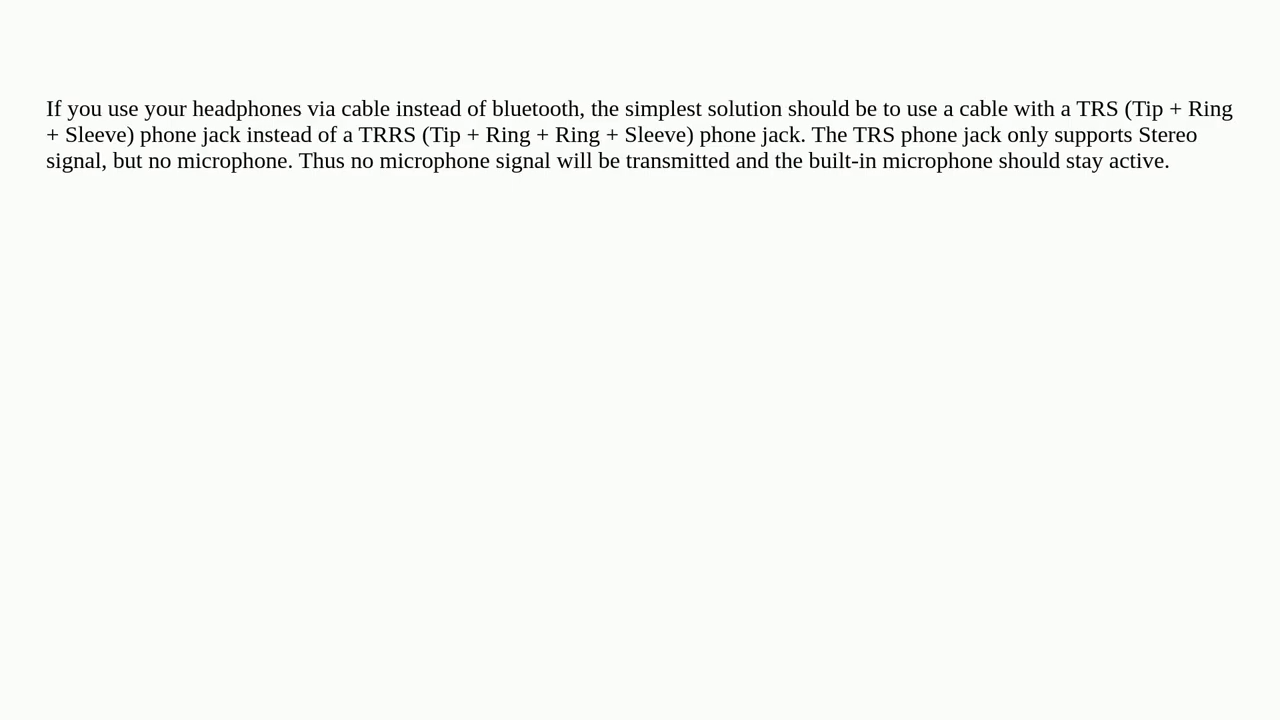 If you use your headphones via cable instead of bluetooth, the simplest solution should be to use a cable with a TRS (Tip + Ring
+ Sleeve) phone jack instead of a TRRS (Tip + Ring + Ring + Sleeve) phone jack. The TRS phone jack only supports Stereo
signal, but no microphone. Thus no microphone signal will be transmitted and the built-in microphone should stay active.